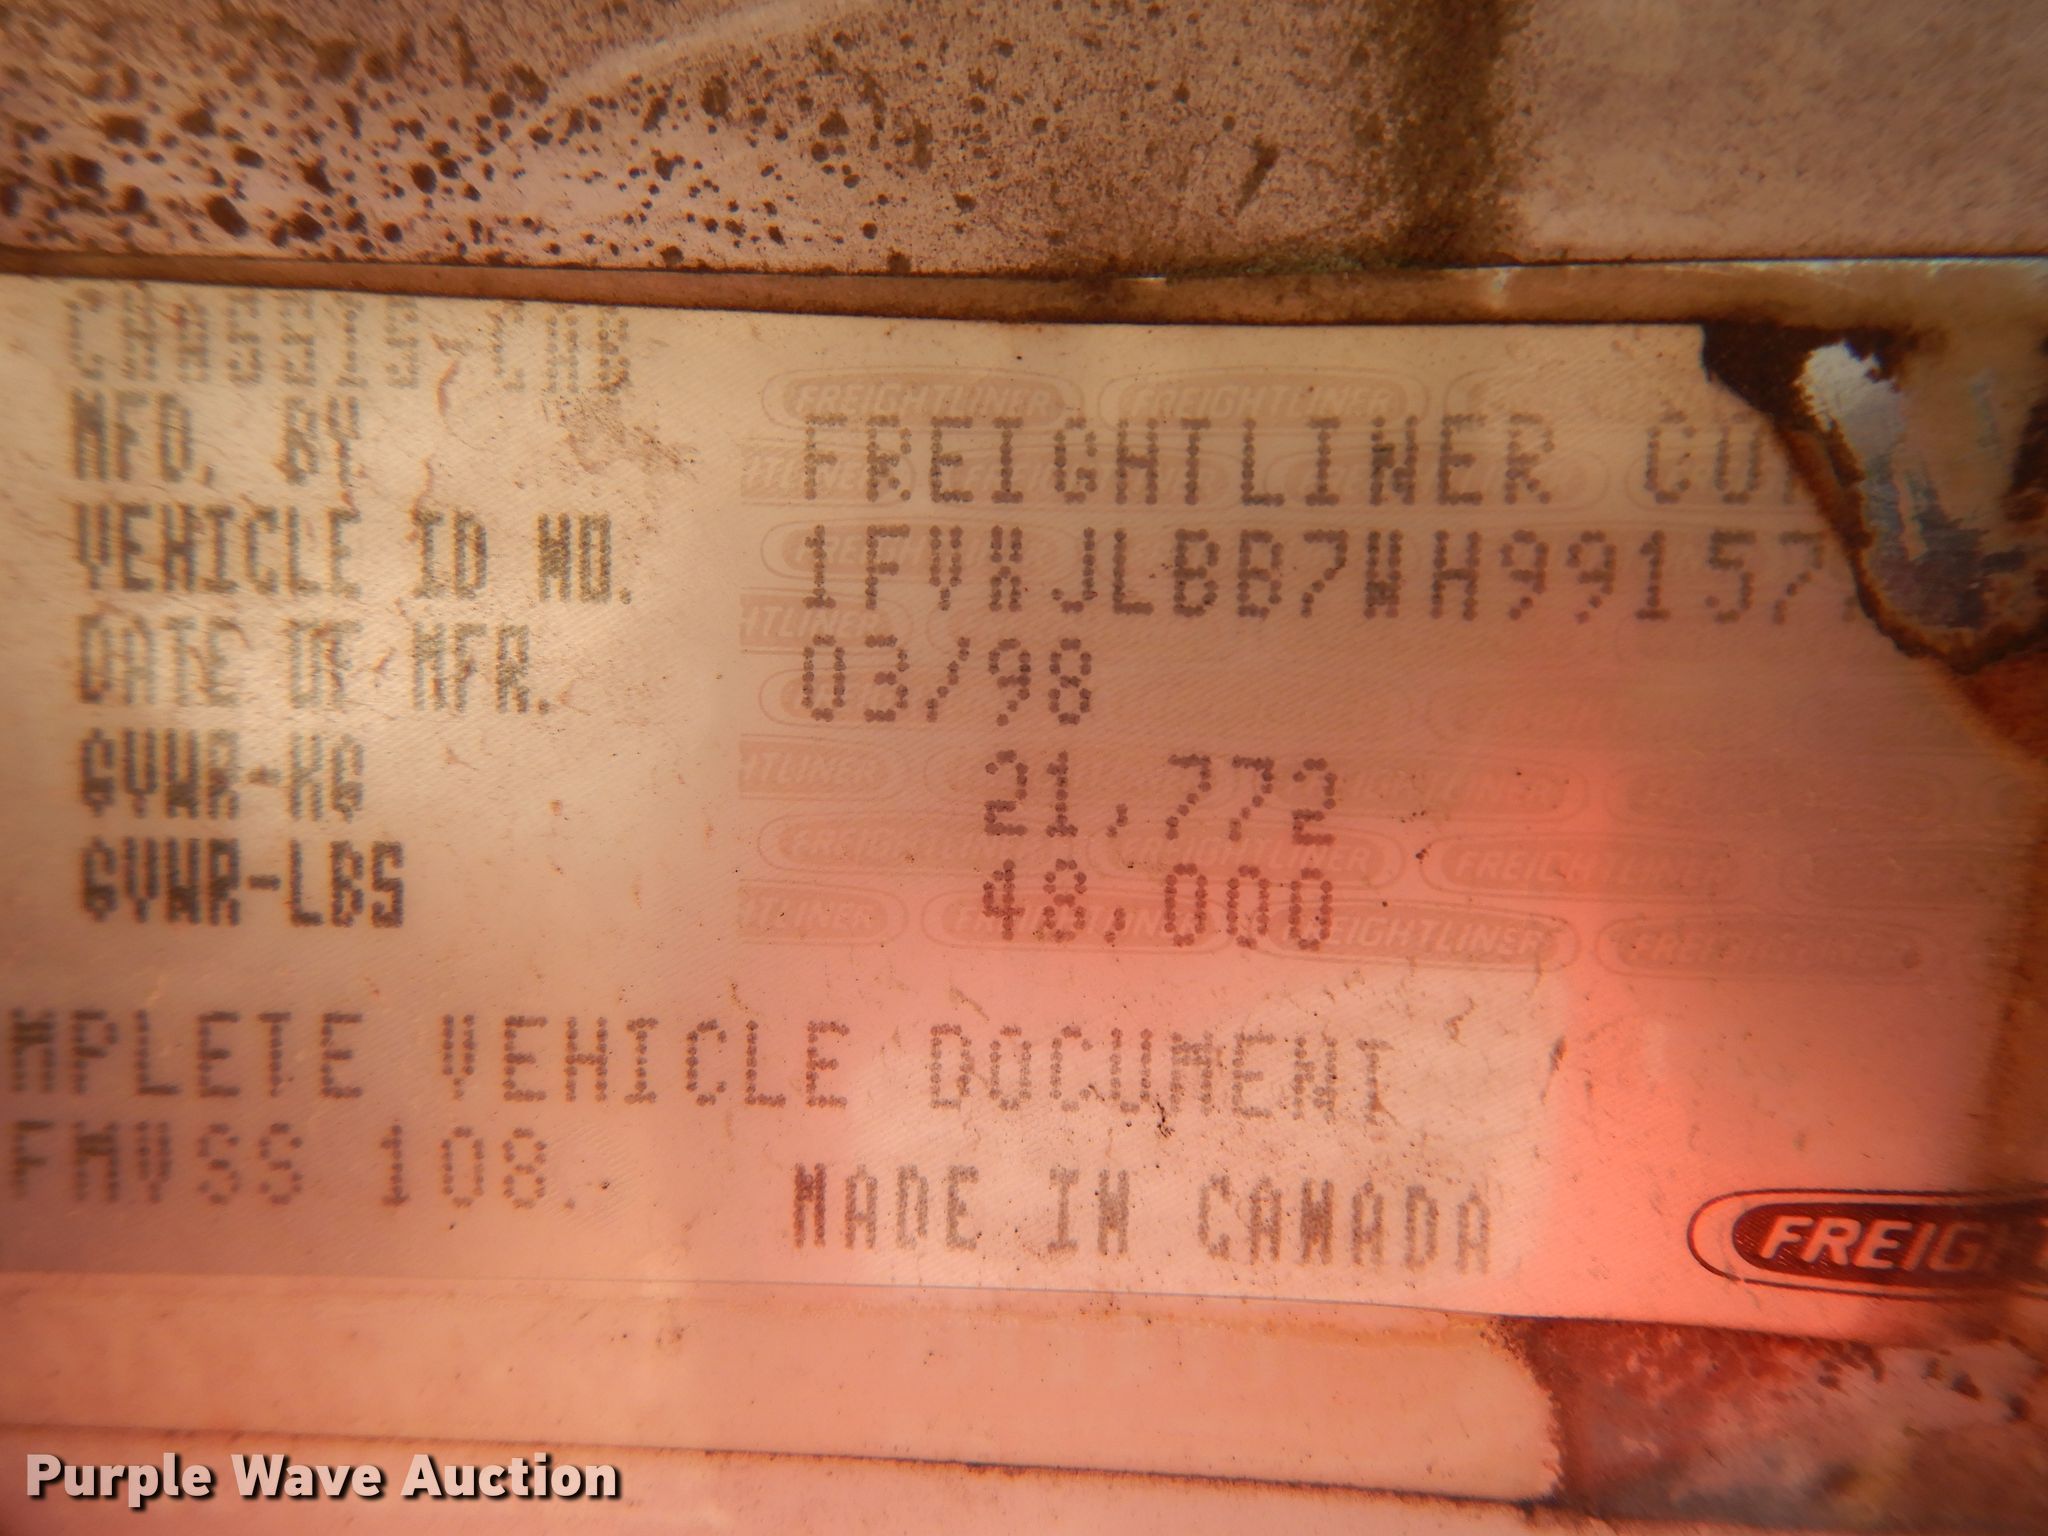 CHASSIS-CAB
MFD. BY FREIGHTLINER
VEHICLE ID NO. 1FVXJLBB7WH99157
DATE OF MFR. 03/98
GVWR-KG 21,772
GVWR-LBS 48,000
MPLETE VEHICLE DOCUMENT
FMVSS 108.
MADE IN CANADA
FREIG
Purple Wave Auction